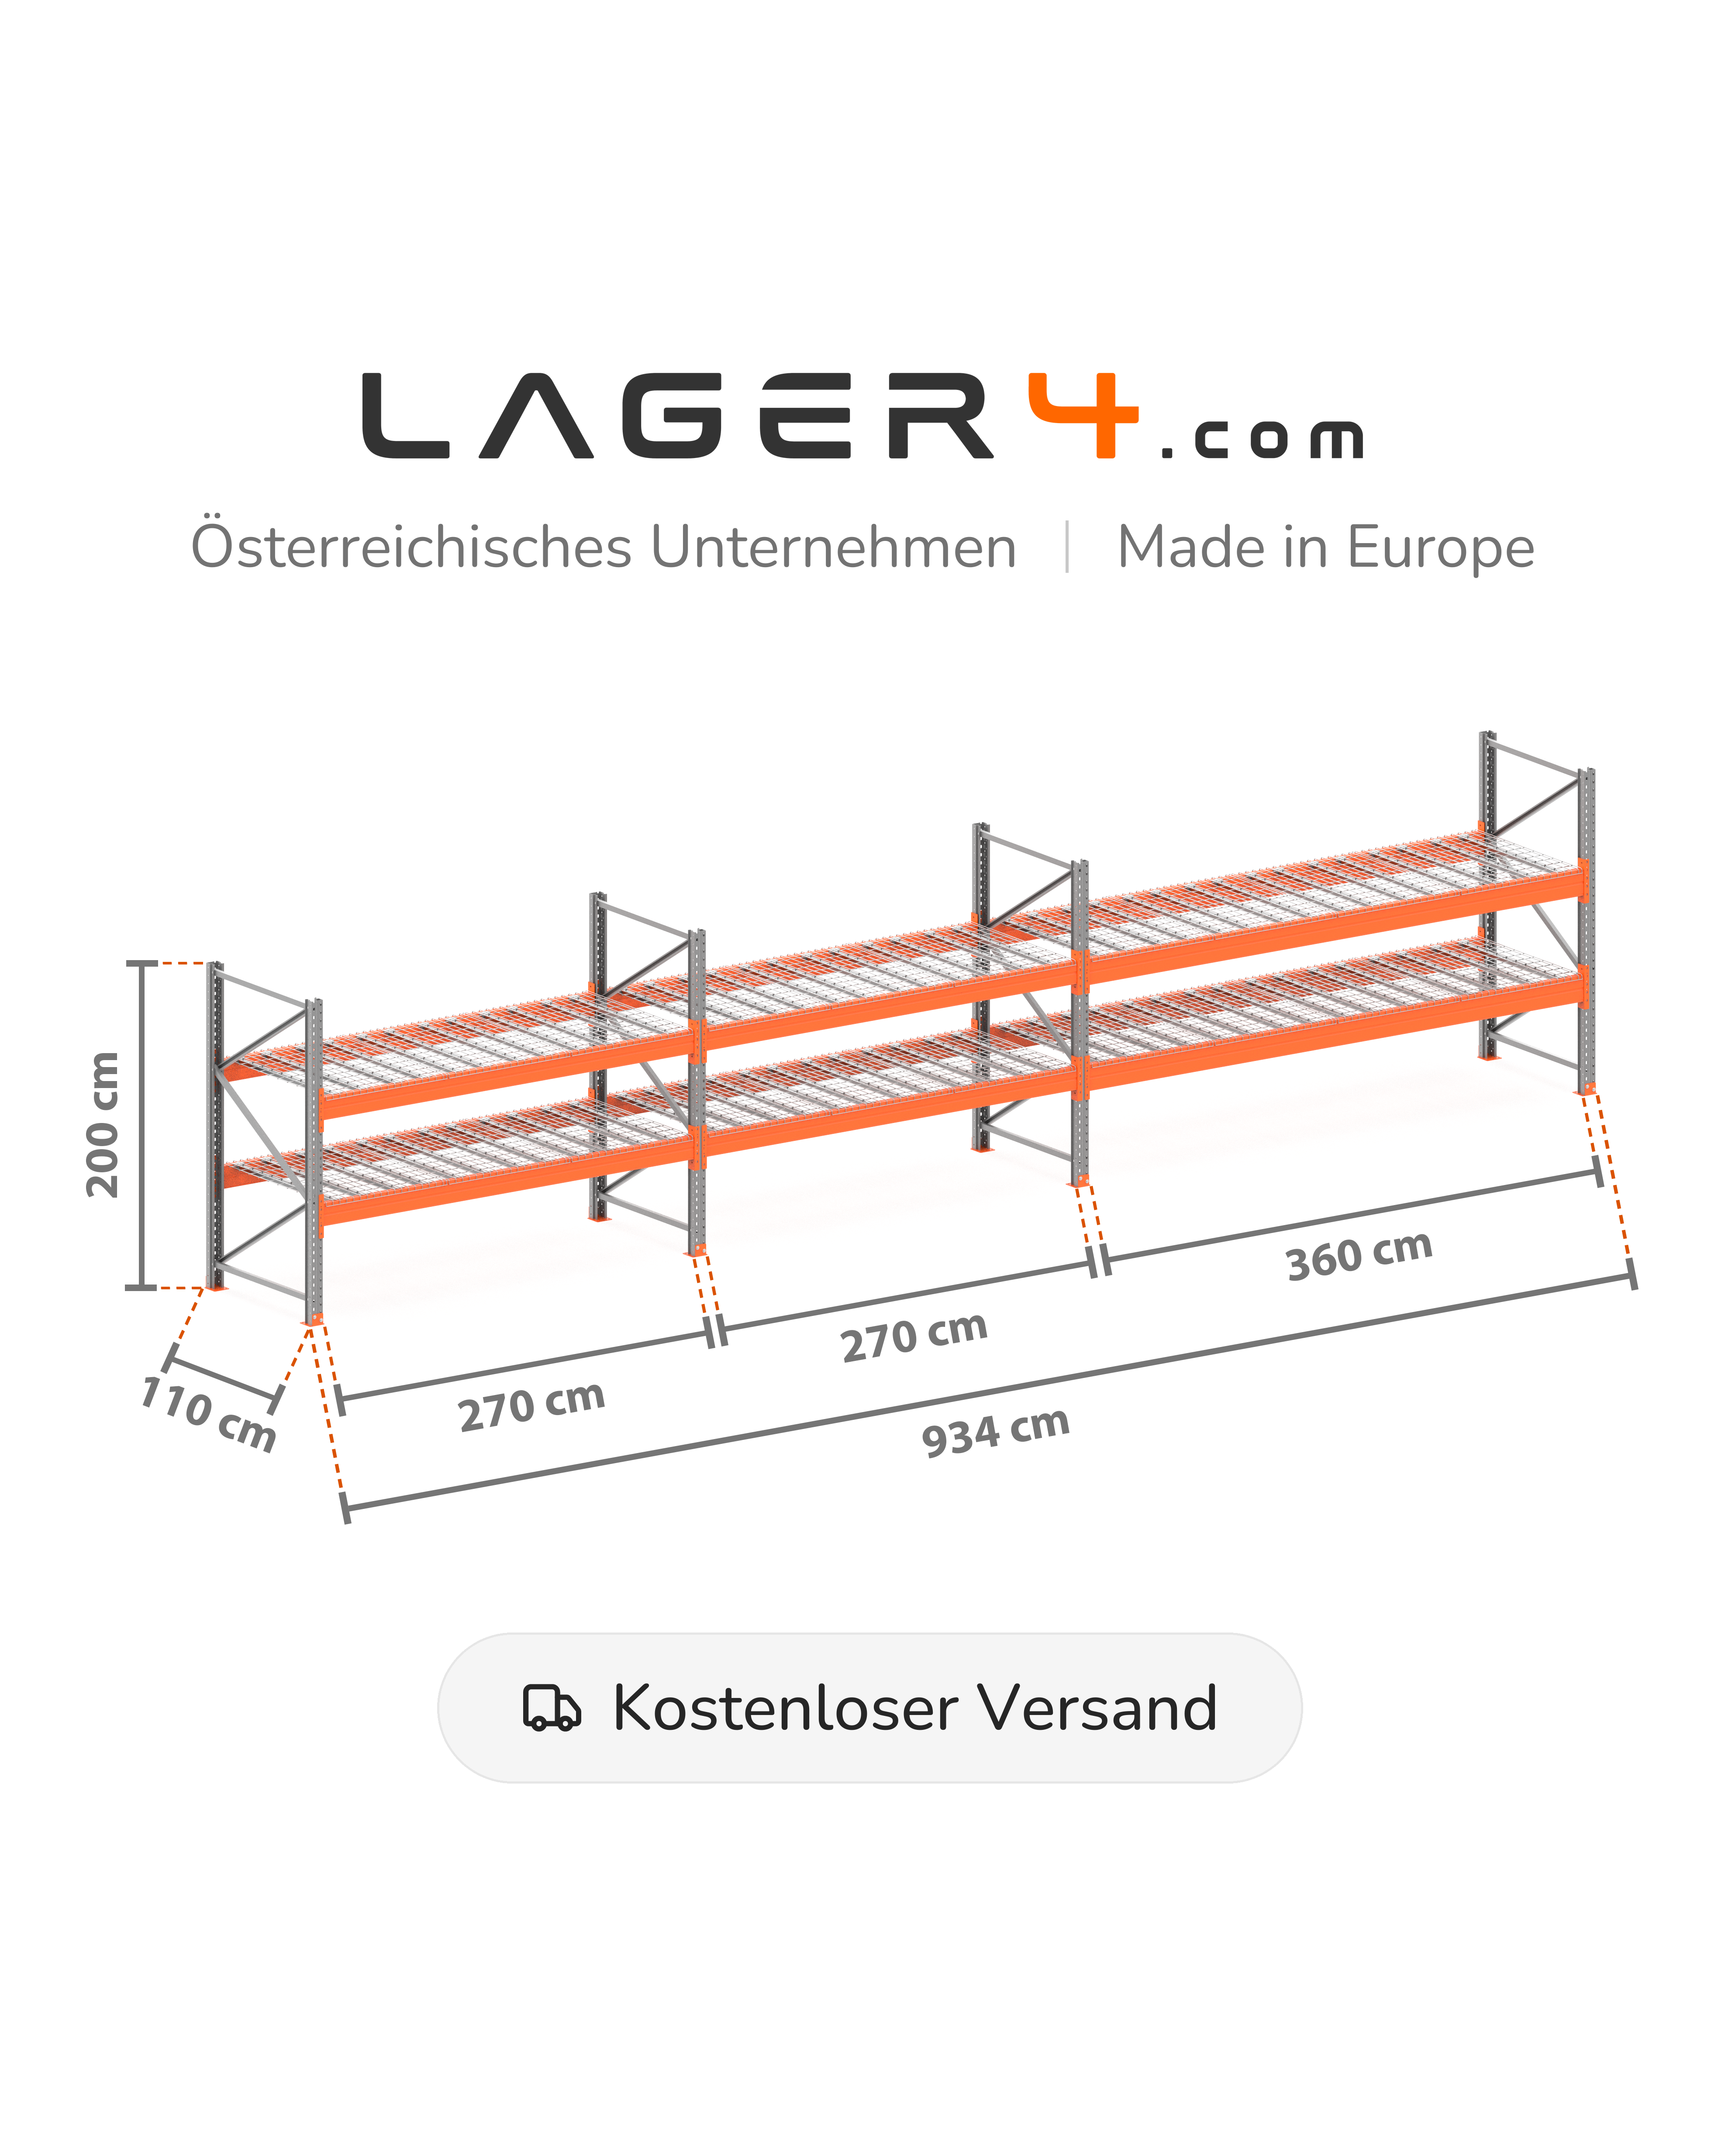 LAGER4.com
Österreichisches Unternehmen | Made in Europe
200 cm
110 cm
270 cm
270 cm
360 cm
934 cm
Kostenloser Versand